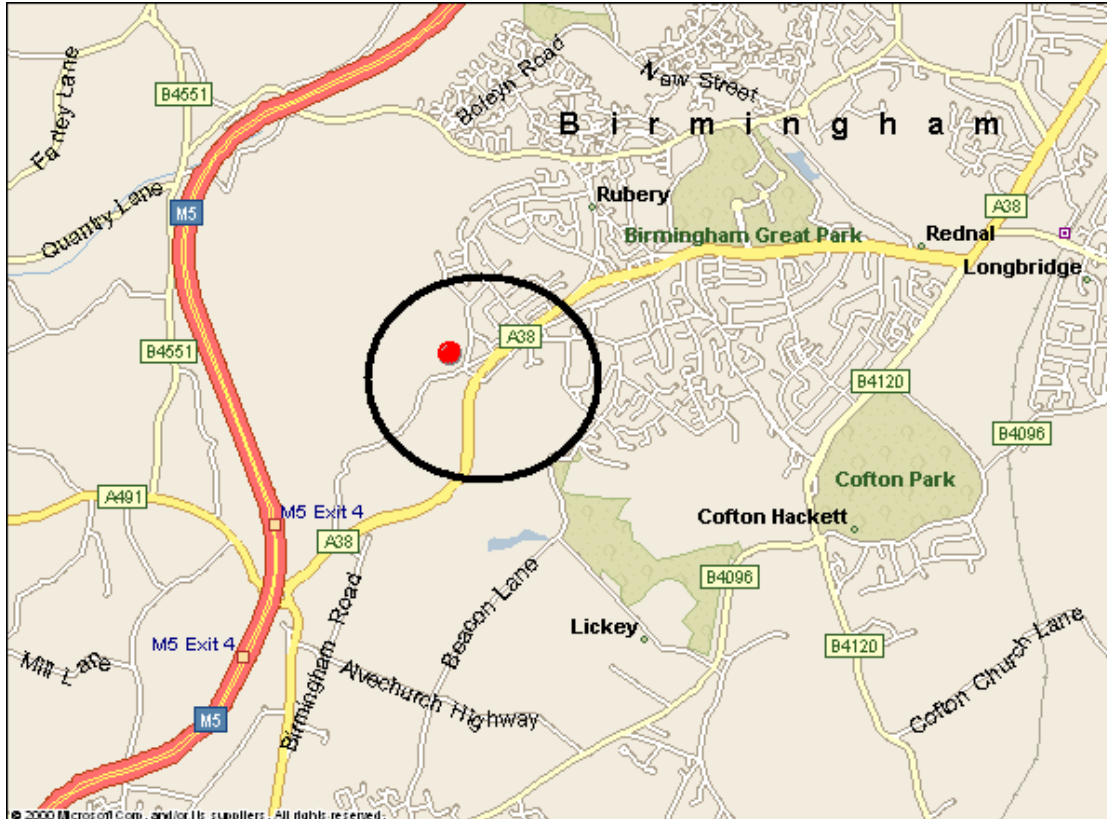 Farley Lane
B4551
Boleyn Road
New Street
Birmingham
Quantry Lane
M5
Rubery
A38
Birmingham Great Park
Rednal
Longbridge
A38
B4551
B4120
B4096
A491
M5 Exit 4
A38
Cofton Park
Cofton Hackett
B4096
Birmingham Road
Beacon Lane
Lickey
M5 Exit 4
Mill Lane
Alvechurch Highway
B4120
Cofton Church Lane
M5
© 2000 Microsoft Corp. and/or its suppliers. All rights reserved.